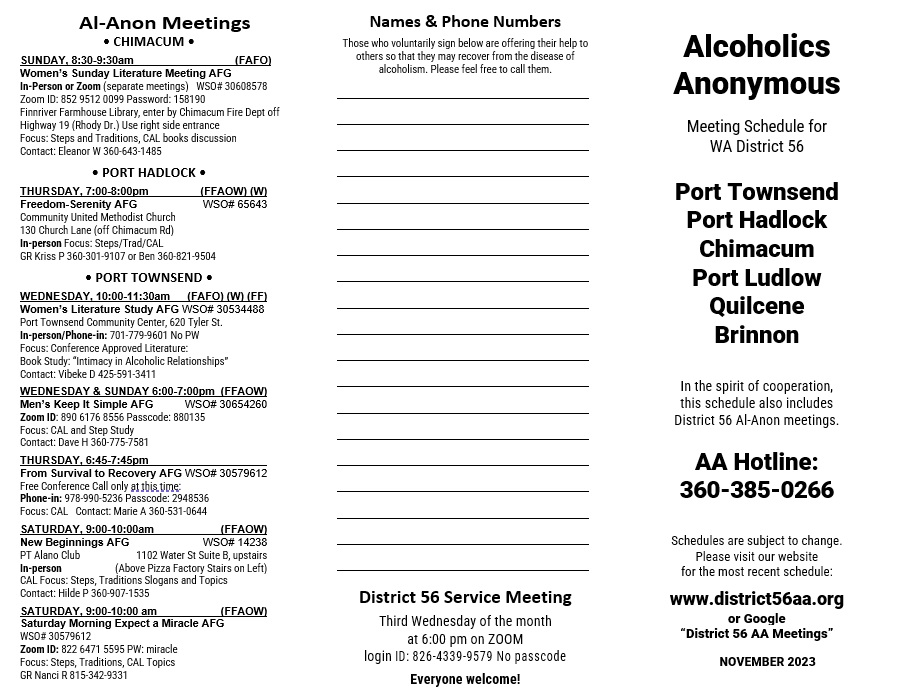 Al-Anon Meetings
• CHIMACUM •
SUNDAY, 8:30-9:30am (FAFO)
Women's Sunday Literature Meeting AFG
In-Person or Zoom (separate meetings) WSO# 30608578
Zoom ID: 852 9512 0099 Password: 158190
Finnriver Farmhouse Library, enter by Chimacum Fire Dept off
Highway 19 (Rhody Dr.) Use right side entrance
Focus: Steps and Traditions, CAL books discussion
Contact: Eleanor W 360-643-1485
• PORT HADLOCK •
THURSDAY, 7:00-8:00pm (FFAOW) (W)
Freedom-Serenity AFG WSO# 65643
Community United Methodist Church
130 Church Lane (off Chimacum Rd)
In-person Focus: Steps/Trad/CAL
GR Kriss P 360-301-9107 or Ben 360-821-9504
• PORT TOWNSEND •
WEDNESDAY, 10:00-11:30am (FAFO) (W) (FF)
Women's Literature Study AFG WSO# 30534488
Port Townsend Community Center, 620 Tyler St.
In-person/Phone-in: 701-779-9601 No PW
Focus: Conference Approved Literature:
Book Study: "Intimacy in Alcoholic Relationships"
Contact: Vibeke D 425-591-3411
WEDNESDAY & SUNDAY 6:00-7:00pm (FFAOW)
Men's Keep It Simple AFG WSO# 30654260
Zoom ID: 890 6176 8556 Passcode: 880135
Focus: CAL and Step Study
Contact: Dave H 360-775-7581
THURSDAY, 6:45-7:45pm
From Survival to Recovery AFG WSO# 30579612
Free Conference Call only at this time:
Phone-in: 978-990-5236 Passcode: 2948536
Focus: CAL Contact: Marie A 360-531-0644
SATURDAY, 9:00-10:00am (FFAOW)
New Beginnings AFG WSO# 14238
PT Alano Club 1102 Water St Suite B, upstairs
In-person (Above Pizza Factory Stairs on Left)
CAL Focus: Steps, Traditions Slogans and Topics
Contact: Hilde P 360-907-1535
SATURDAY, 9:00-10:00 am (FFAOW)
Saturday Morning Expect a Miracle AFG
WSO# 30579612
Zoom ID: 822 6471 5595 PW: miracle
Focus: Steps, Traditions, CAL Topics
GR Nanci R 815-342-9331
Names & Phone Numbers
Those who voluntarily sign below are offering their help to
others so that they may recover from the disease of
alcoholism. Please feel free to call them.
District 56 Service Meeting
Third Wednesday of the month
at 6:00 pm on ZOOM
login ID: 826-4339-9579 No passcode
Everyone welcome!
Alcoholics
Anonymous
Meeting Schedule for
WA District 56
Port Townsend
Port Hadlock
Chimacum
Port Ludlow
Quilcene
Brinnon
In the spirit of cooperation,
this schedule also includes
District 56 Al-Anon meetings.
AA Hotline:
360-385-0266
Schedules are subject to change.
Please visit our website
for the most recent schedule:
www.district56aa.org
or Google
"District 56 AA Meetings"
NOVEMBER 2023